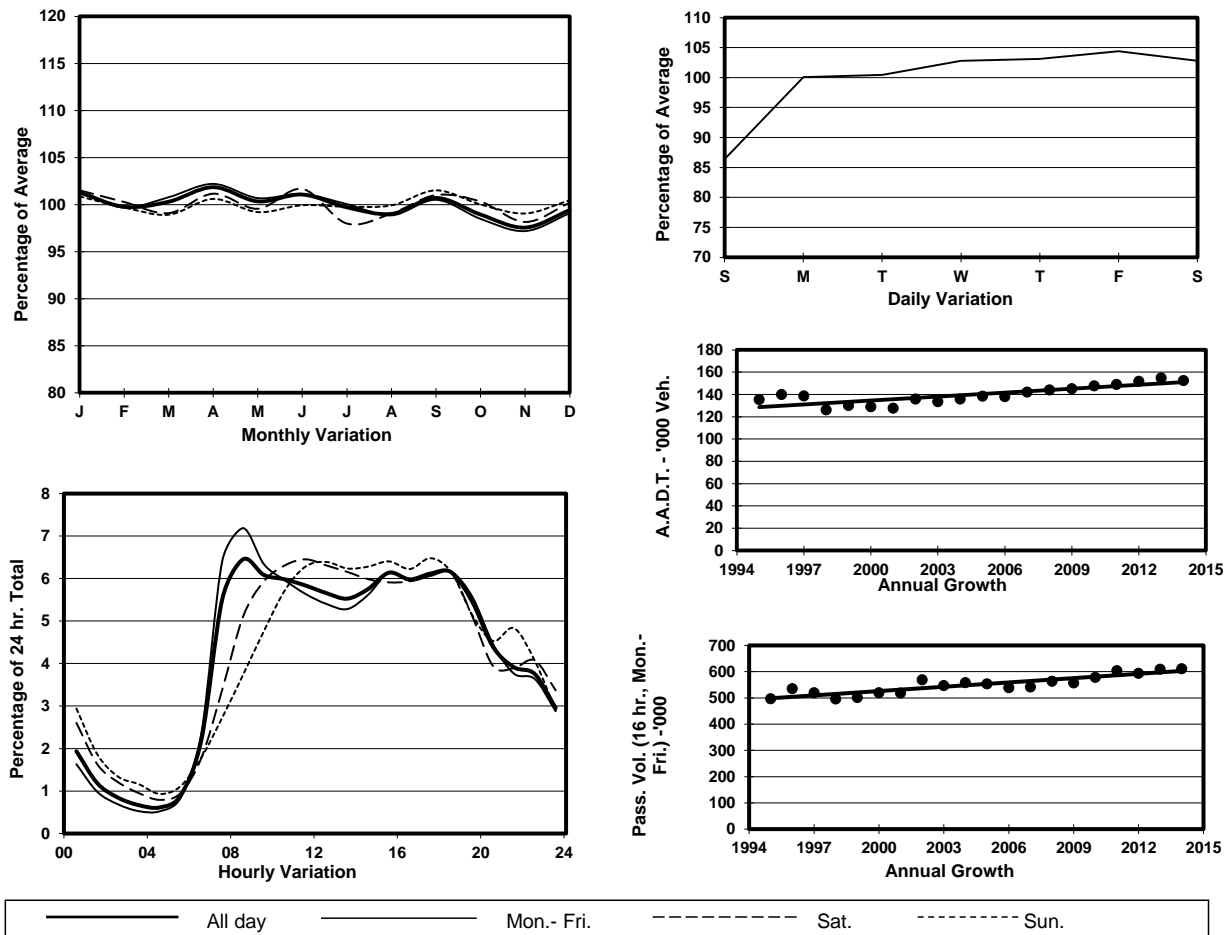 120
115
110
105
100
95
90
85
80
Percentage of Average
J F M A M J J A S O N D
Monthly Variation
110
105
100
95
90
85
80
75
70
Percentage of Average
S M T W T F S
Daily Variation
180
160
140
120
100
80
60
40
20
0
A.A.D.T. - '000 Veh.
1994 1997 2000 2003 2006 2009 2012 2015
Annual Growth
8
7
6
5
4
3
2
1
0
Percentage of 24 hr. Total
00 04 08 12 16 20 24
Hourly Variation
700
600
500
400
300
200
100
0
Pass. Vol. (16 hr., Mon.-
Fri.) -'000
1994 1997 2000 2003 2006 2009 2012 2015
Annual Growth
All day Mon.- Fri. Sat. Sun.